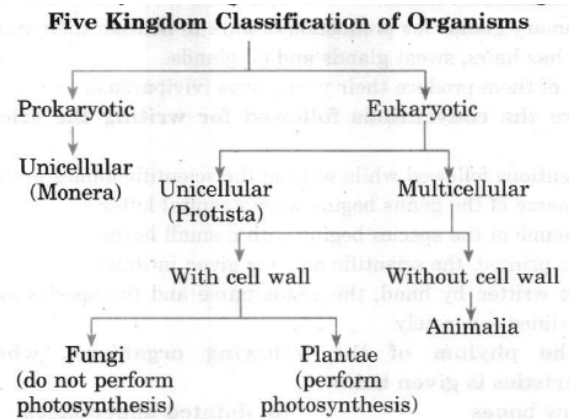 Five Kingdom Classification of Organisms
Prokaryotic
Eukaryotic
Unicellular
(Monera)
Unicellular
(Protista)
Multicellular
With cell wall
Without cell wall
Animalia
Fungi
(do not perform
photosynthesis)
Plantae
(perform
photosynthesis)